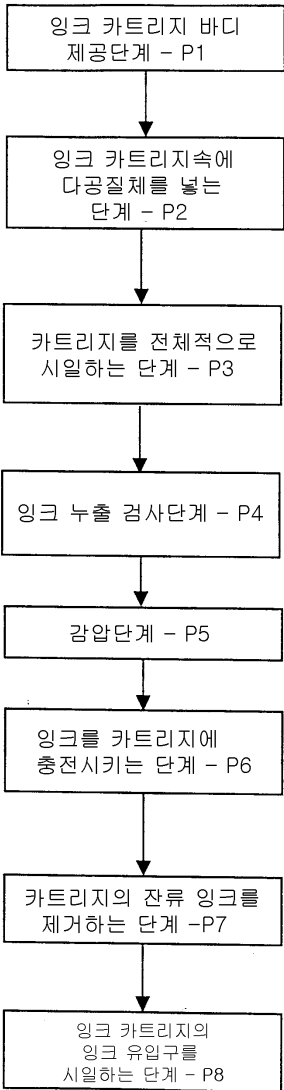 잉크 카트리지 바디
제공단계 – P1
잉크 카트리지속에
다공질체를 넣는
단계 – P2
카트리지를 전체적으로
시일하는 단계 – P3
잉크 누출 검사단계 – P4
감압단계 – P5
잉크를 카트리지에
충전시키는 단계 – P6
카트리지의 잔류 잉크를
제거하는 단계 –P7
잉크 카트리지의
잉크 유입구를
시일하는 단계 – P8